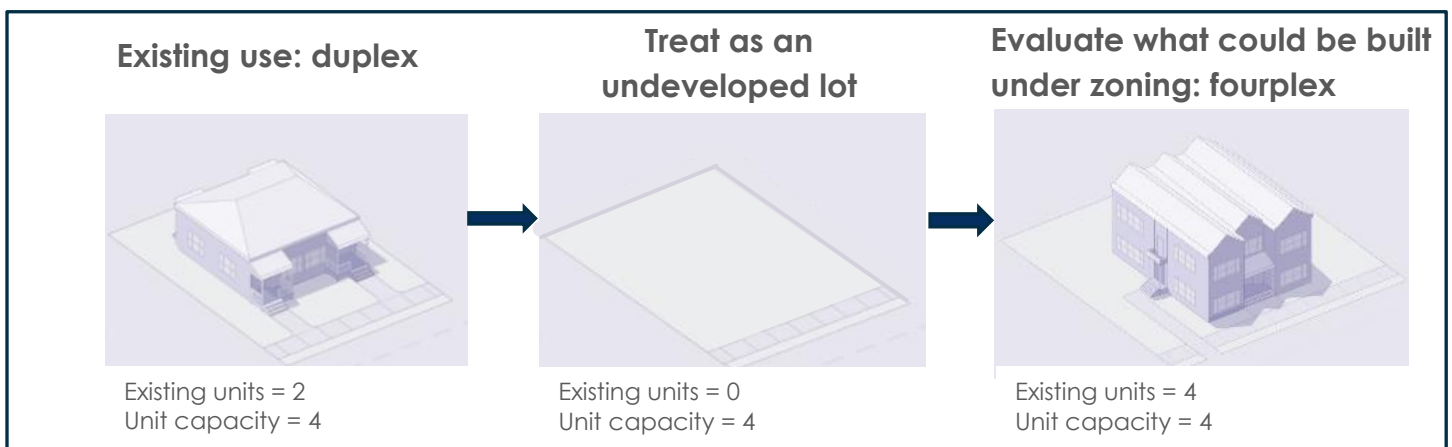 Existing use: duplex
Treat as an
undeveloped lot
Evaluate what could be built
under zoning: fourplex
Existing units = 2
Unit capacity = 4
Existing units = 0
Unit capacity = 4
Existing units = 4
Unit capacity = 4